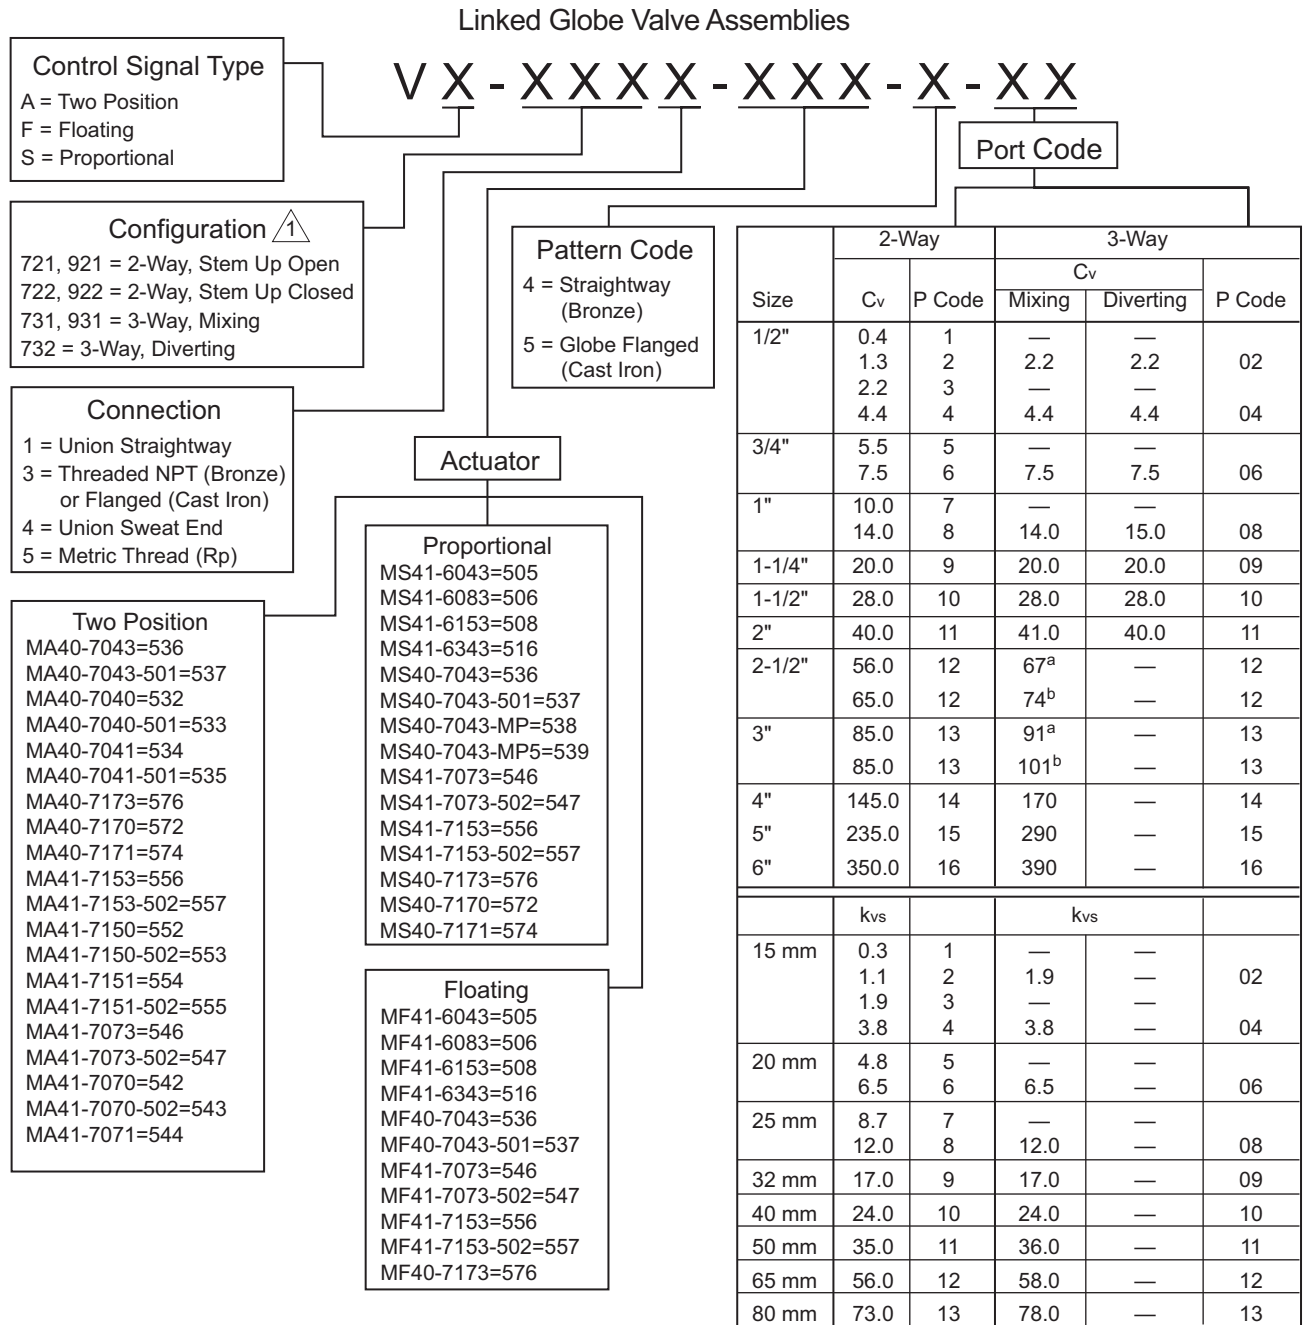 Linked Globe Valve Assemblies
V X - X X X X - X X X - X - X X
Control Signal Type
A = Two Position
F = Floating
S = Proportional
Configuration 1
721, 921 = 2-Way, Stem Up Open
722, 922 = 2-Way, Stem Up Closed
731, 931 = 3-Way, Mixing
732 = 3-Way, Diverting
Connection
1 = Union Straightway
3 = Threaded NPT (Bronze)
or Flanged (Cast Iron)
4 = Union Sweat End
5 = Metric Thread (Rp)
Pattern Code
4 = Straightway
(Bronze)
5 = Globe Flanged
(Cast Iron)
Actuator
Two Position
MA40-7043=536
MA40-7043-501=537
MA40-7040=532
MA40-7040-501=533
MA40-7041=534
MA40-7041-501=535
MA40-7173=576
MA40-7170=572
MA40-7171=574
MA41-7153=556
MA41-7153-502=557
MA41-7150=552
MA41-7150-502=553
MA41-7151=554
MA41-7151-502=555
MA41-7073=546
MA41-7073-502=547
MA41-7070=542
MA41-7070-502=543
MA41-7071=544
Proportional
MS41-6043=505
MS41-6083=506
MS41-6153=508
MS41-6343=516
MS40-7043=536
MS40-7043-501=537
MS40-7043-MP=538
MS40-7043-MP5=539
MS41-7073=546
MS41-7073-502=547
MS41-7153=556
MS41-7153-502=557
MS40-7173=576
MS40-7170=572
MS40-7171=574
Floating
MF41-6043=505
MF41-6083=506
MF41-6153=508
MF41-6343=516
MF40-7043=536
MF40-7043-501=537
MF41-7073=546
MF41-7073-502=547
MF41-7153=556
MF41-7153-502=557
MF40-7173=576
Port Code
2-Way 3-Way
Cv
Size Cv P Code Mixing Diverting P Code
1/2" 0.4 1 — —
1.3 2 2.2 2.2 02
2.2 3 — —
4.4 4 4.4 4.4 04
3/4" 5.5 5 — —
7.5 6 7.5 7.5 06
1" 10.0 7 — —
14.0 8 14.0 15.0 08
1-1/4" 20.0 9 20.0 20.0 09
1-1/2" 28.0 10 28.0 28.0 10
2" 40.0 11 41.0 40.0 11
2-1/2" 56.0 12 67a — 12
65.0 12 74b — 12
3" 85.0 13 91a — 13
85.0 13 101b — 13
4" 145.0 14 170 — 14
5" 235.0 15 290 — 15
6" 350.0 16 390 — 16
kvs kvs
15 mm 0.3 1 — —
1.1 2 1.9 — 02
1.9 3 — —
3.8 4 3.8 — 04
20 mm 4.8 5 — —
6.5 6 6.5 — 06
25 mm 8.7 7 — —
12.0 8 12.0 — 08
32 mm 17.0 9 17.0 — 09
40 mm 24.0 10 24.0 — 10
50 mm 35.0 11 36.0 — 11
65 mm 56.0 12 58.0 — 12
80 mm 73.0 13 78.0 — 13